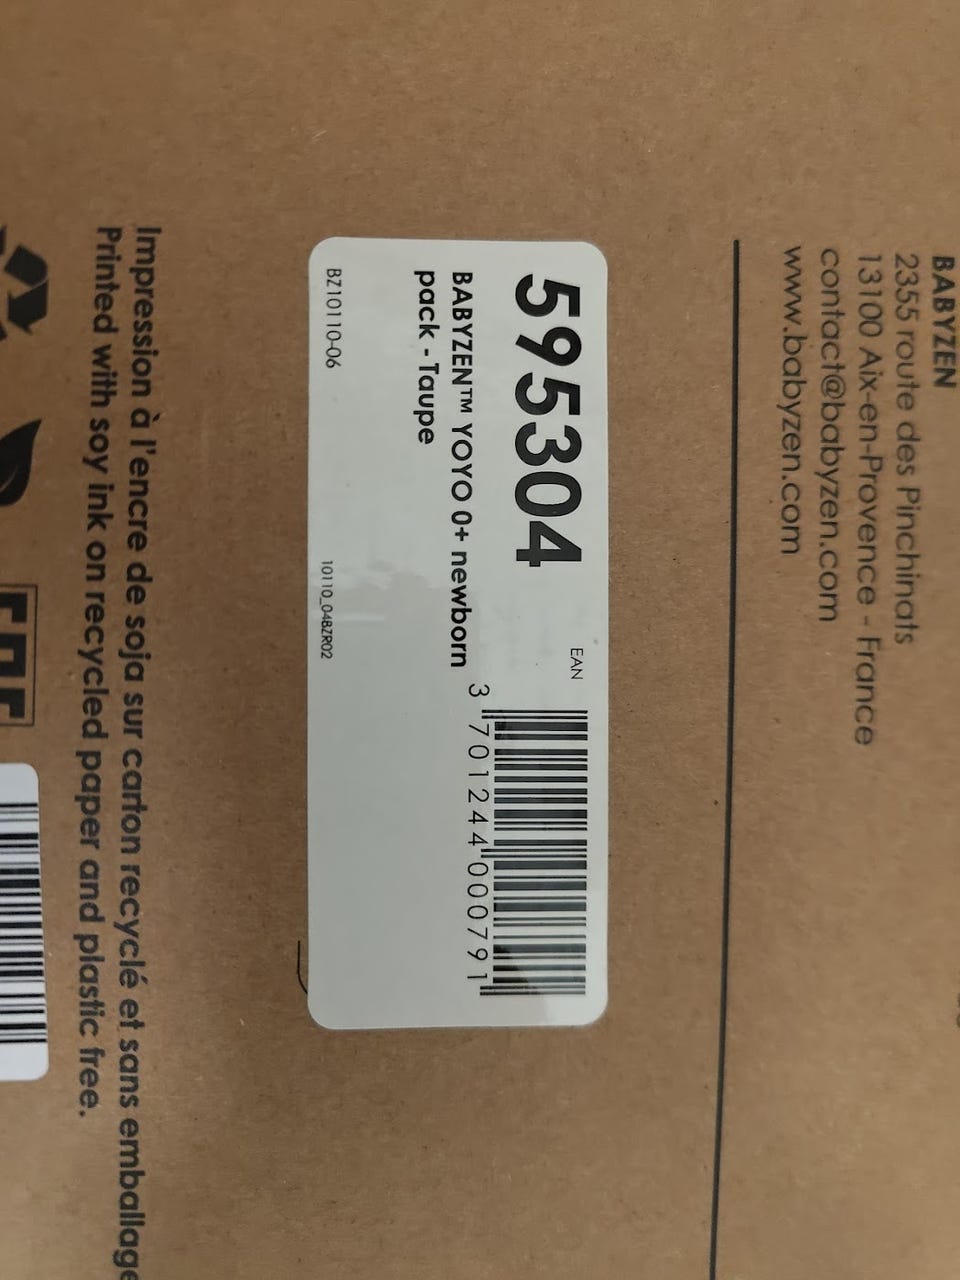 BABYZEN
2355 route des Pinchinats
13100 Aix-en-Provence - France
contact@babyzen.com
www.babyzen.com
595304
EAN
3 701244 000791
BABYZEN™ YOYO 0+ newborn
pack - Taupe
BZ10110-06
10110_04BZR02
Impression à l'encre de soja sur carton recyclé et sans emballage
Printed with soy ink on recycled paper and plastic free.